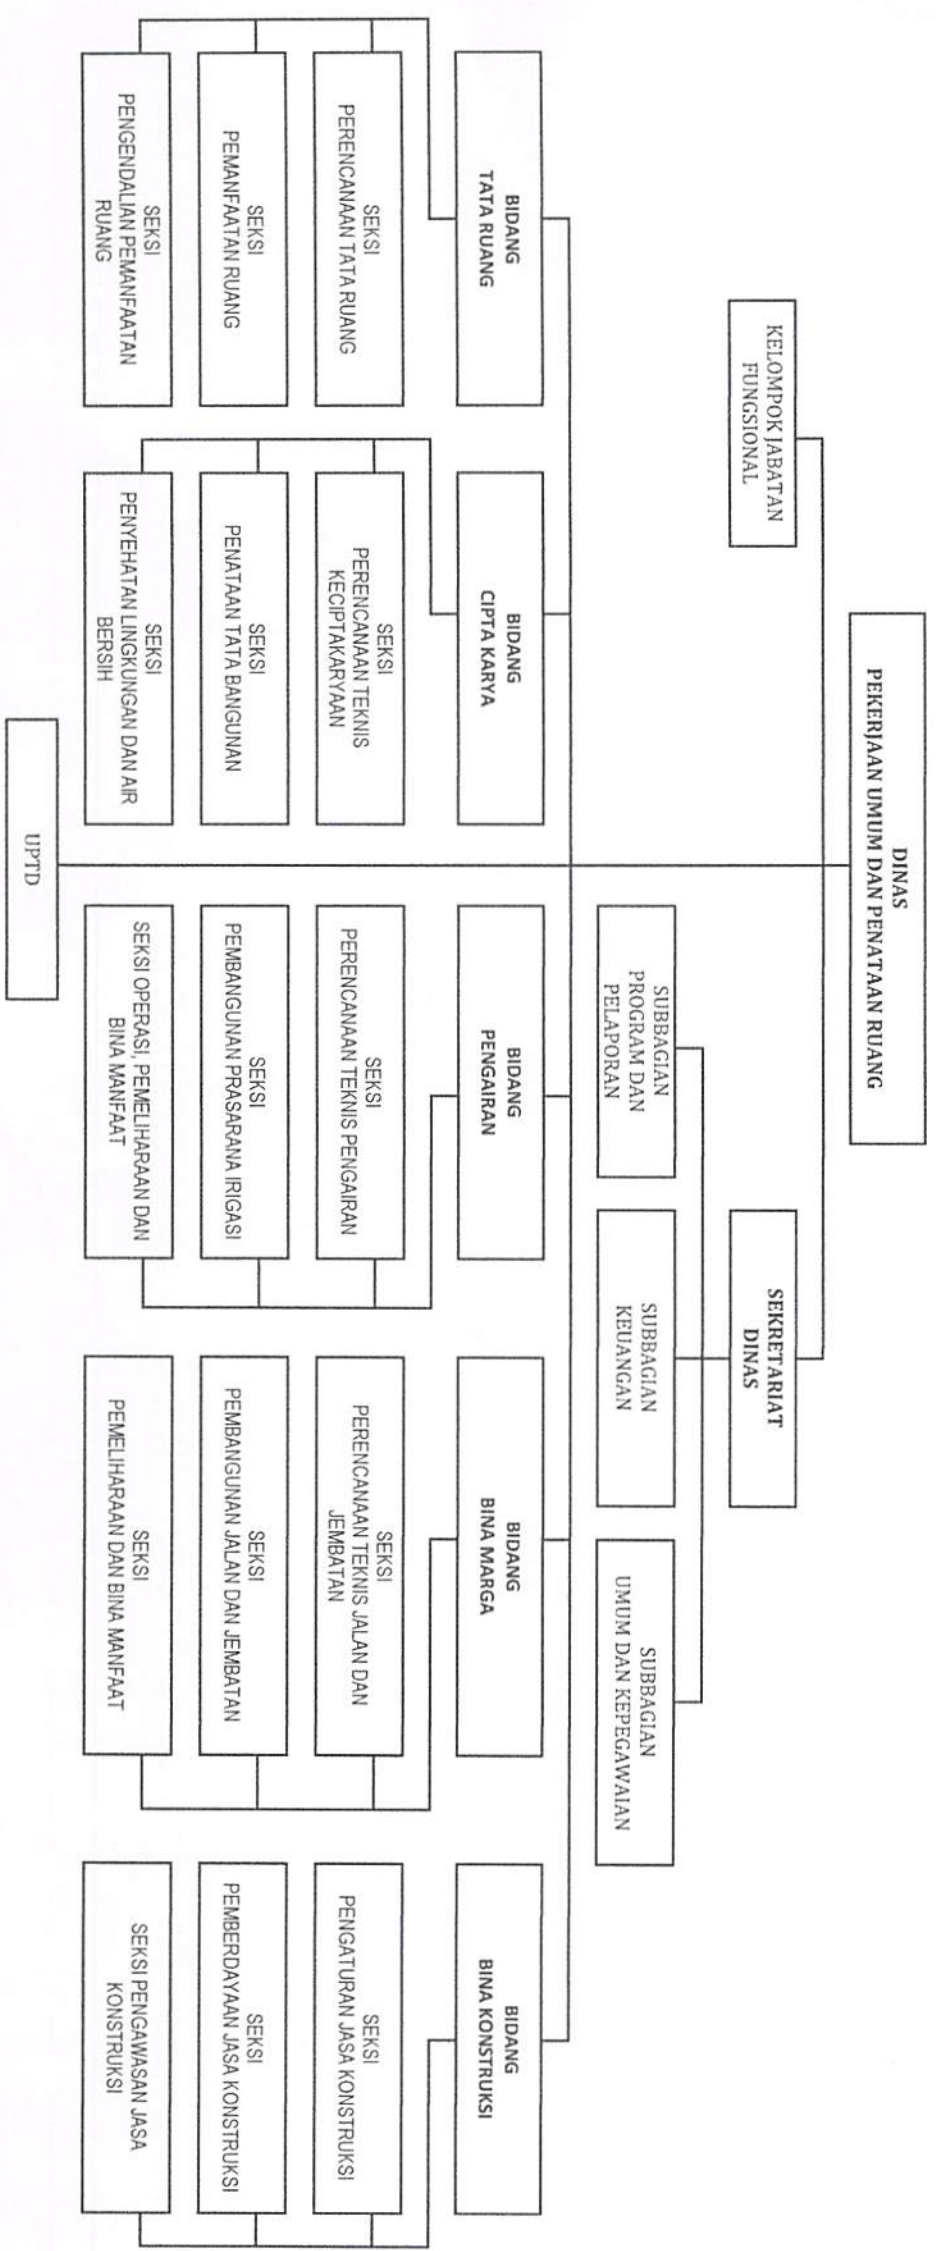 DINAS
PEKERJAAN UMUM DAN PENATAAN RUANG
KELOMPOK JABATAN
FUNGSIONAL
SEKRETARIAT
DINAS
SUBBAGIAN
PROGRAM DAN
PELAPORAN
SUBBAGIAN
KEUANGAN
SUBBAGIAN
UMUM DAN KEPEGAWAIAN
BIDANG
TATA RUANG
SEKSI
PERENCANAAN TATA RUANG
SEKSI
PEMANFAATAN RUANG
SEKSI
PENGENDALIAN PEMANFAATAN
RUANG
BIDANG
CIPTA KARYA
SEKSI
PERENCANAAN TEKNIS
KECIPTAKARYAAN
SEKSI
PENATAAN TATA BANGUNAN
SEKSI
PENYEHATAN LINGKUNGAN DAN AIR
BERSIH
BIDANG
PENGAIRAN
SEKSI
PERENCANAAN TEKNIS PENGAIRAN
SEKSI
PEMBANGUNAN PRASARANA IRIGASI
SEKSI OPERASI, PEMELIHARAAN DAN
BINA MANFAAT
BIDANG
BINA MARGA
SEKSI
PERENCANAAN TEKNIS JALAN DAN
JEMBATAN
SEKSI
PEMBANGUNAN JALAN DAN JEMBATAN
SEKSI
PEMELIHARAAN DAN BINA MANFAAT
BIDANG
BINA KONSTRUKSI
SEKSI
PENGATURAN JASA KONSTRUKSI
SEKSI
PEMBERDAYAAN JASA KONSTRUKSI
SEKSI PENGAWASAN JASA
KONSTRUKSI
UPTD